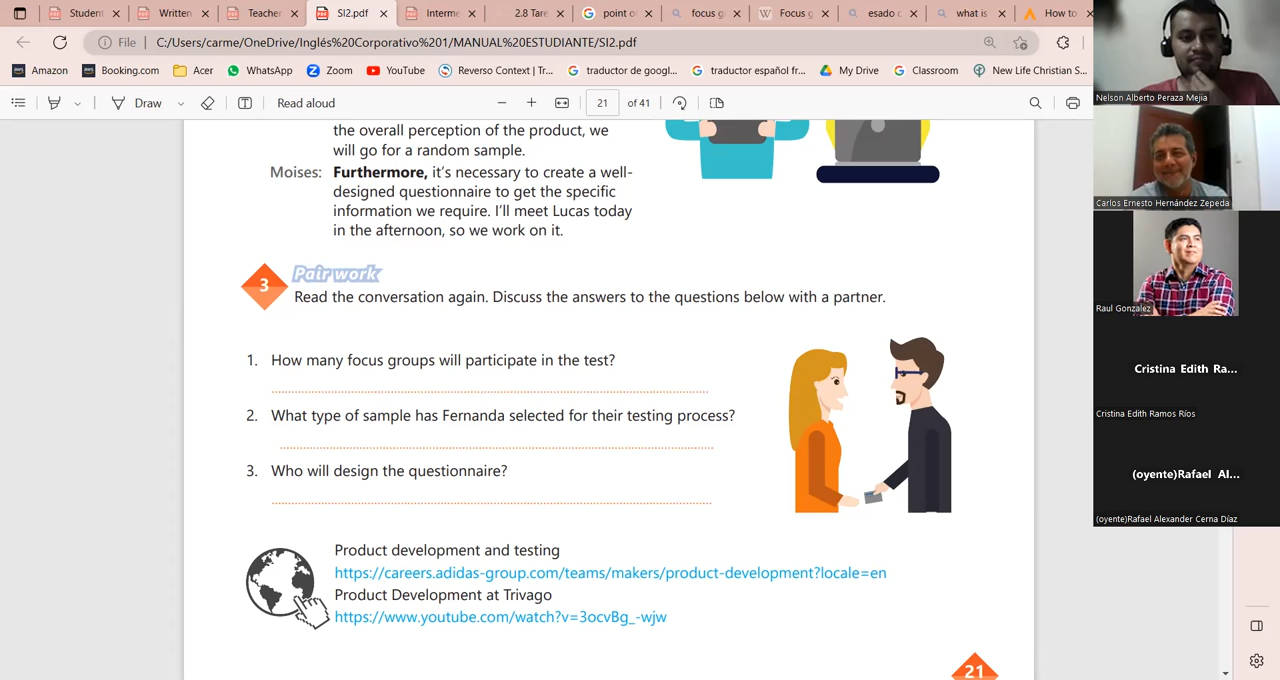 Student
Written
Teacher
SI2.pdf
Interme
2.8 Tare
point of
focus g
Focus g
esado c
what is
How to
File
C:/Users/carme/OneDrive/Inglés%20Corporativo%201/MANUAL%20ESTUDIANTE/SI2.pdf
Amazon
Booking.com
Acer
WhatsApp
Zoom
YouTube
Reverso Context | Tr...
traductor de googl...
traductor español fr...
My Drive
Classroom
New Life Christian S...
Draw
Read aloud
21
of 41
the overall perception of the product, we
will go for a random sample.
Moises: Furthermore, it's necessary to create a well-
designed questionnaire to get the specific
information we require. I'll meet Lucas today
in the afternoon, so we work on it.
3
Pair work
Read the conversation again. Discuss the answers to the questions below with a partner.
1. How many focus groups will participate in the test?
2. What type of sample has Fernanda selected for their testing process?
3. Who will design the questionnaire?
Product development and testing
https://careers.adidas-group.com/teams/makers/product-development?locale=en
Product Development at Trivago
https://www.youtube.com/watch?v=3ocvBg_-wjw
21
Nelson Alberto Peraza Mejia
Carlos Ernesto Hernández Zepeda
Raul Gonzalez
Cristina Edith Ra...
Cristina Edith Ramos Ríos
(oyente)Rafael Al...
(oyente)Rafael Alexander Cerna Díaz